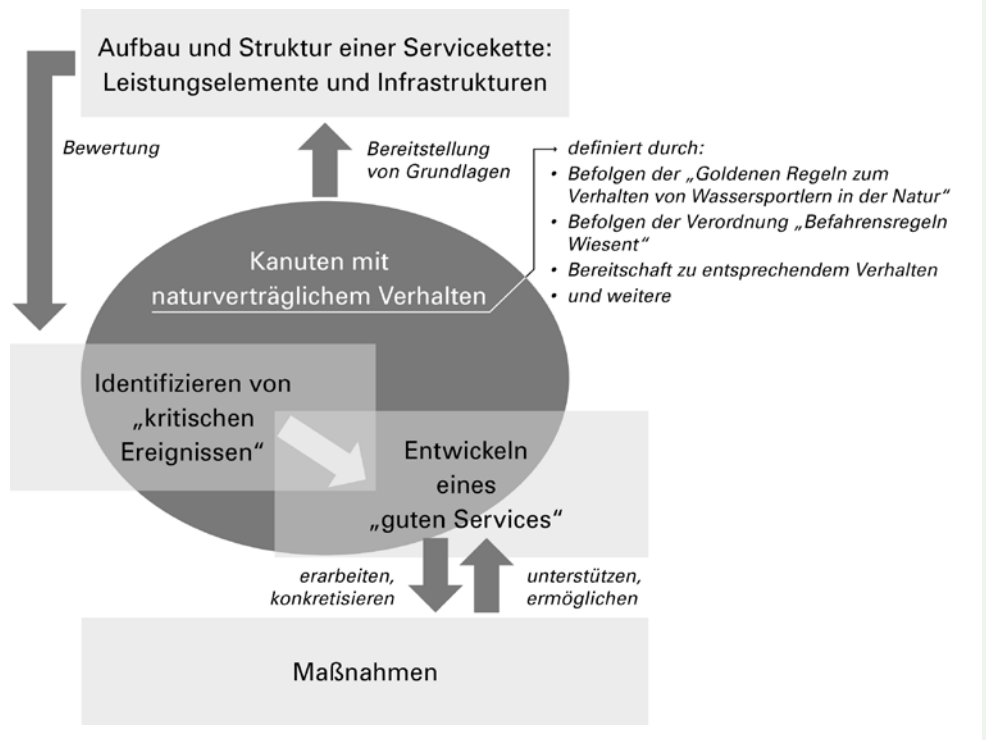 Aufbau und Struktur einer Servicekette:
Leistungselemente und Infrastrukturen
Bewertung
Bereitstellung
von Grundlagen
definiert durch:
• Befolgen der „Goldenen Regeln zum
Verhalten von Wassersportlern in der Natur“
• Befolgen der Verordnung „Befahrensregeln
Wiesent“
• Bereitschaft zu entsprechendem Verhalten
• und weitere
Kanuten mit
naturverträglichem Verhalten
Identifizieren von
„kritischen
Ereignissen“
Entwickeln
eines
„guten Services“
erarbeiten,
konkretisieren
unterstützen,
ermöglichen
Maßnahmen